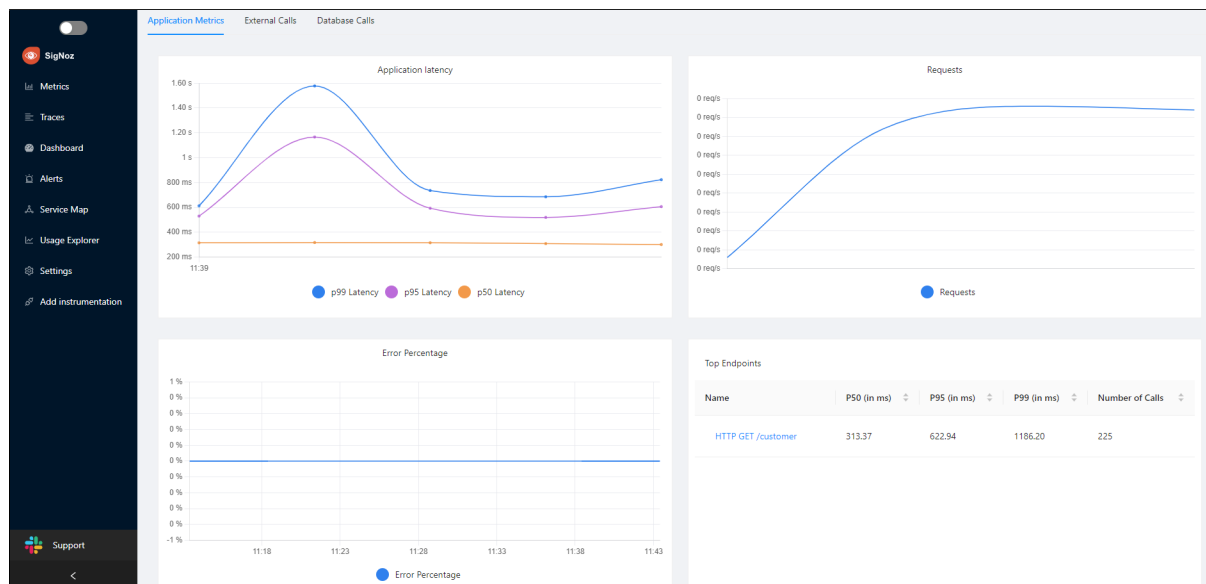 SigNoz
Metrics
Traces
Dashboard
Alerts
Service Map
Usage Explorer
Settings
Add instrumentation
Support
Application Metrics External Calls Database Calls
Application latency
1.60 s
1.40 s
1.20 s
1 s
800 ms
600 ms
400 ms
200 ms
11:39
p99 Latency p95 Latency p50 Latency
Requests
0 req/s
0 req/s
0 req/s
0 req/s
0 req/s
0 req/s
0 req/s
0 req/s
0 req/s
0 req/s
Requests
Error Percentage
1 %
0 %
0 %
0 %
0 %
0 %
0 %
0 %
0 %
0 %
-1 %
11:18 11:23 11:28 11:33 11:38 11:43
Error Percentage
Top Endpoints
Name P50 (in ms) P95 (in ms) P99 (in ms) Number of Calls
HTTP GET /customer 313.37 622.94 1186.20 225